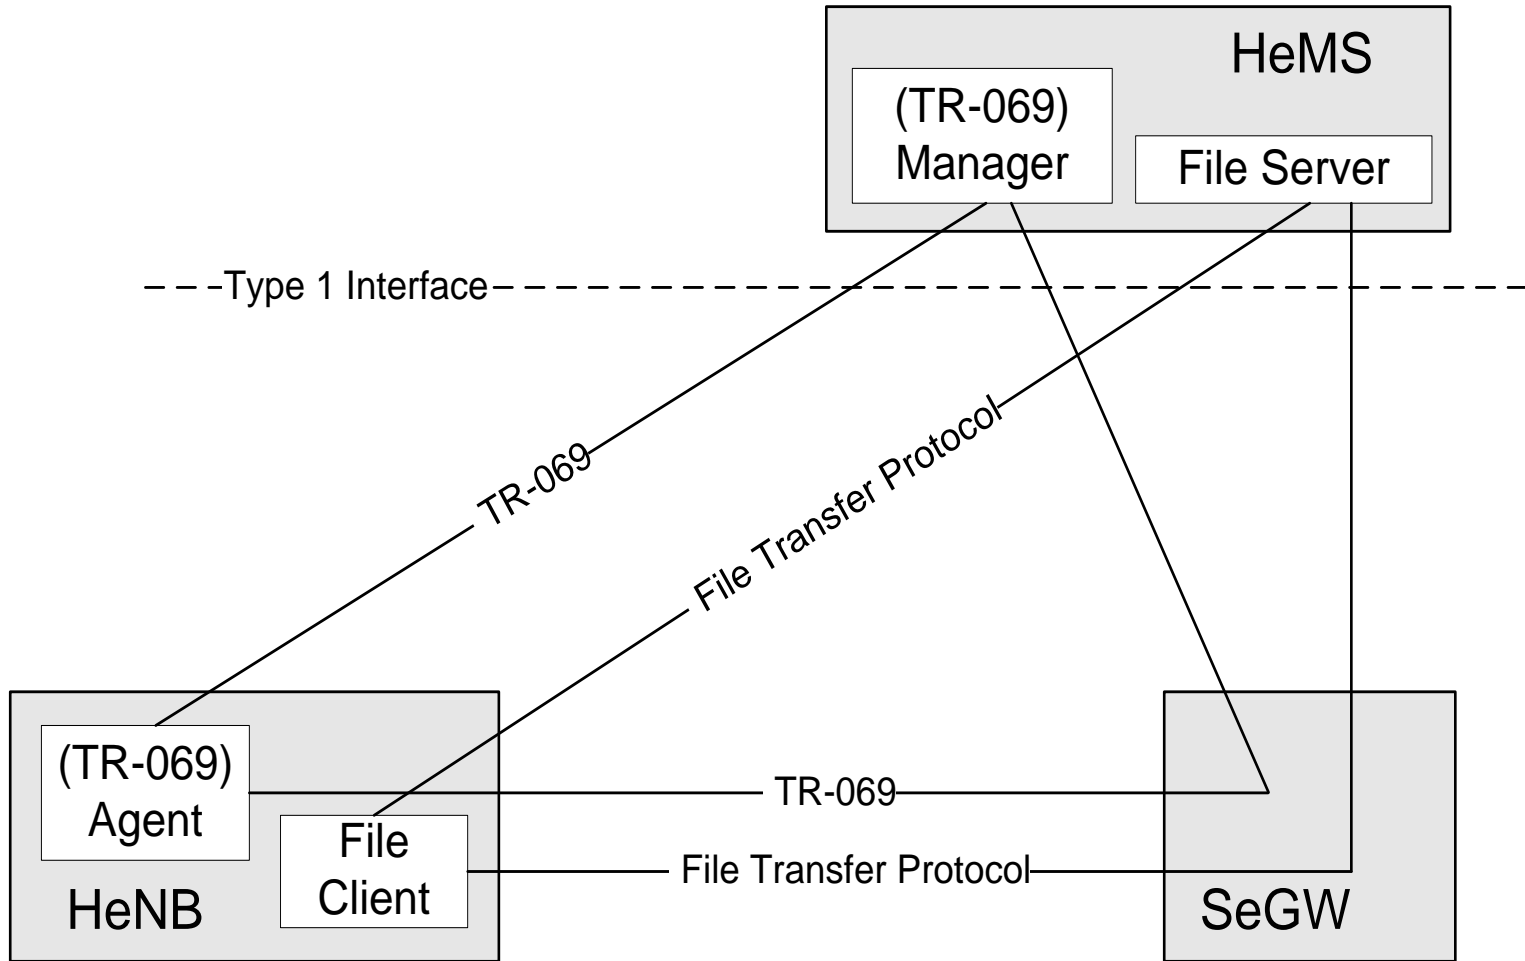 HeMS
(TR-069)
Manager
File Server
Type 1 Interface
TR-069
File Transfer Protocol
(TR-069)
Agent
File
Client
HeNB
TR-069
File Transfer Protocol
SeGW